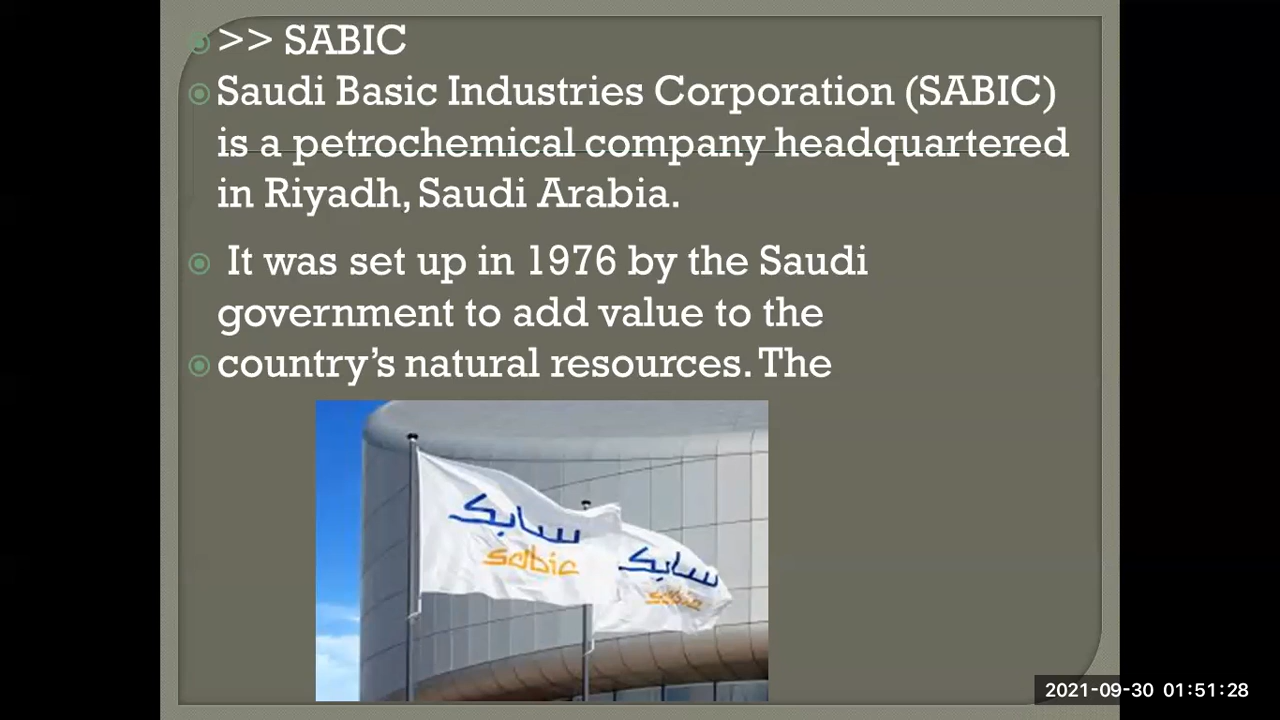 >> SABIC
Saudi Basic Industries Corporation (SABIC)
is a petrochemical company headquartered
in Riyadh, Saudi Arabia.
It was set up in 1976 by the Saudi
government to add value to the
country’s natural resources. The
سابك
sabic
سابك
sabic
2021-09-30 01:51:28